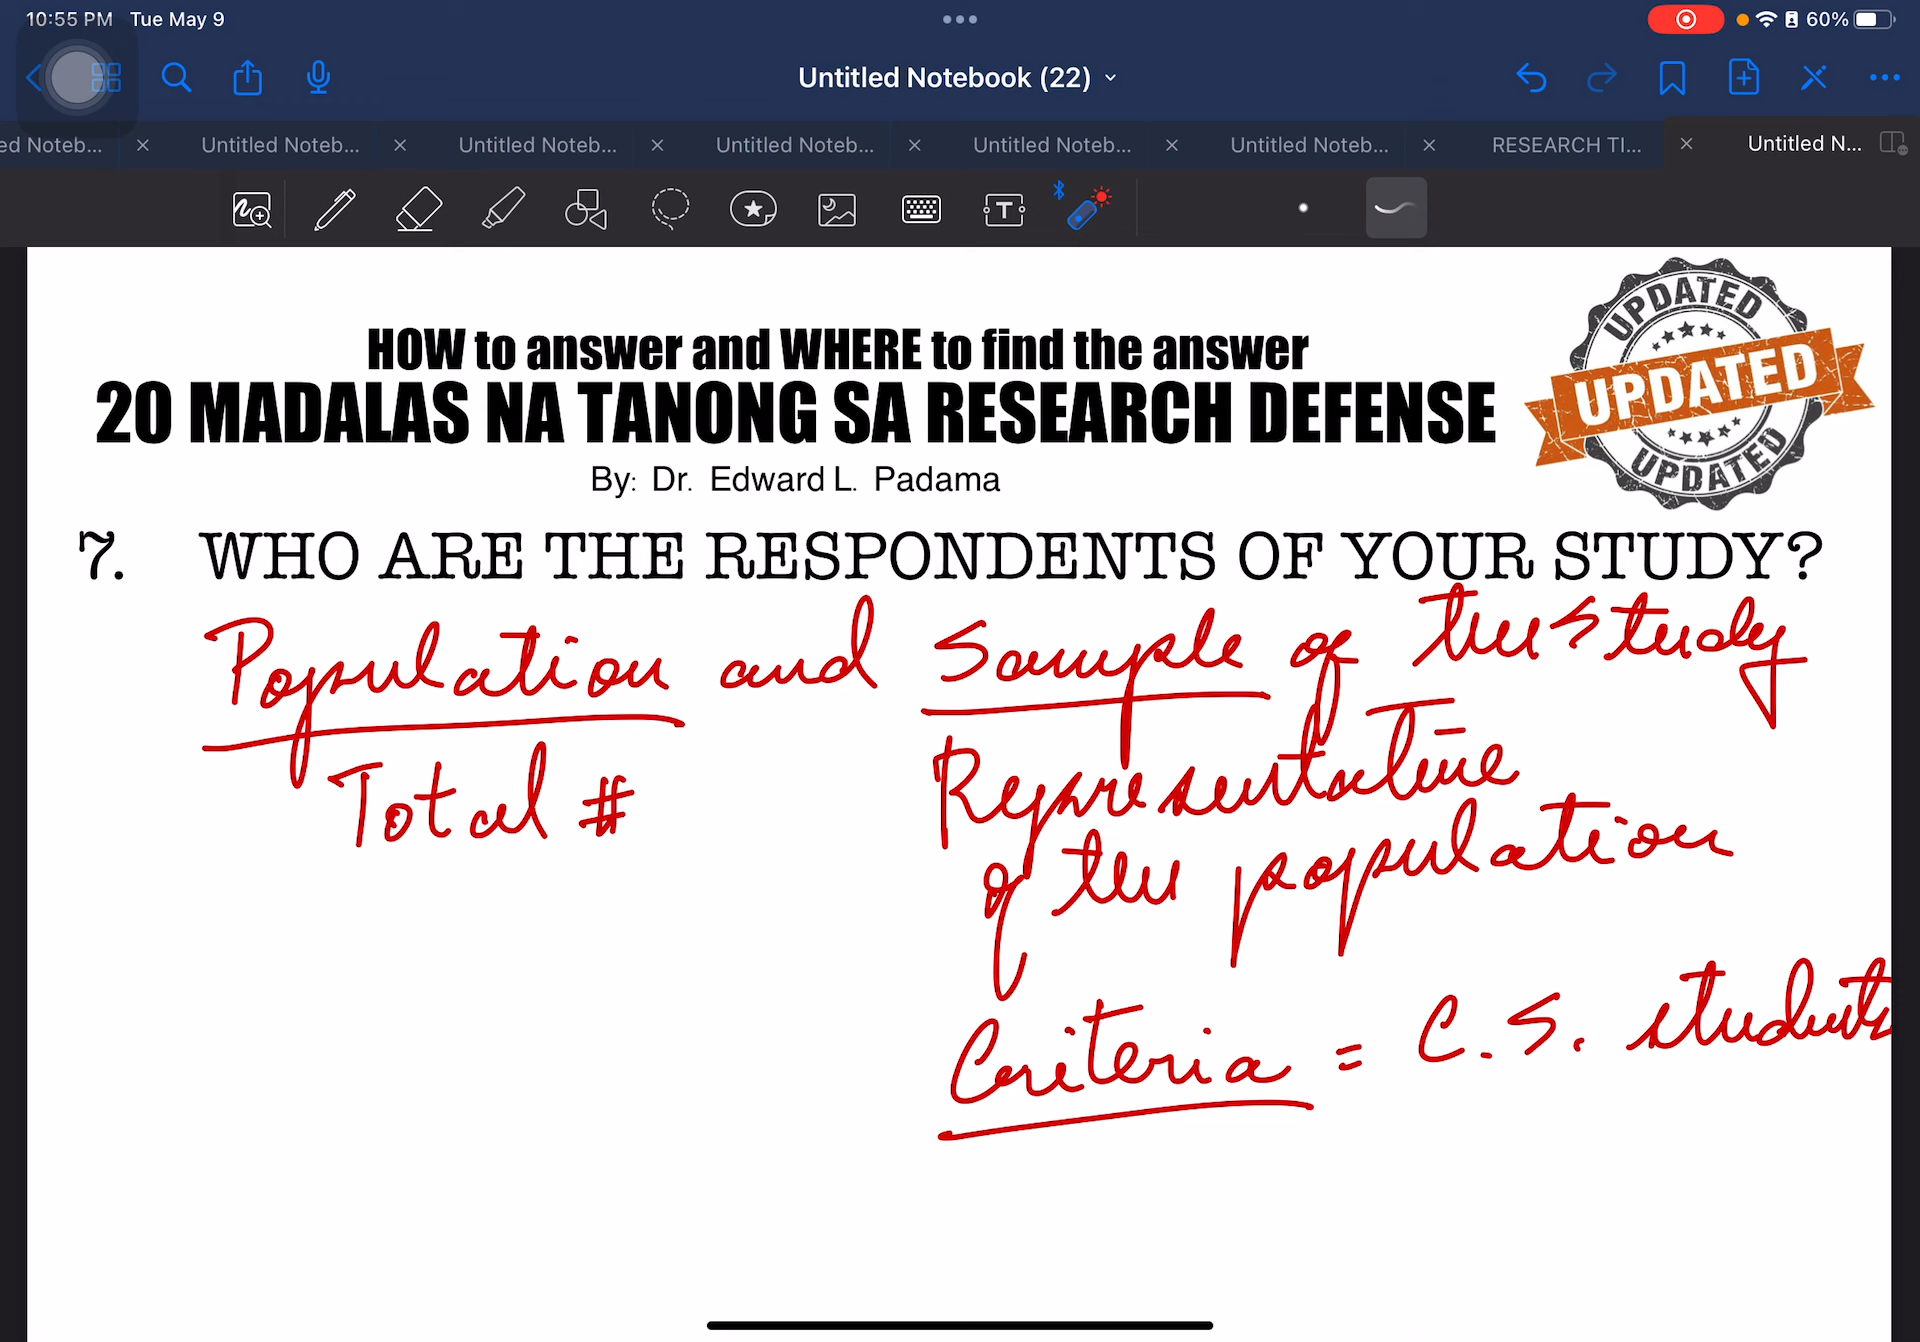 10:55 PM Tue May 9
60%
Untitled Notebook (22)
ed Noteb...
Untitled Noteb...
Untitled Noteb...
Untitled Noteb...
Untitled Noteb...
Untitled Noteb...
RESEARCH TI...
Untitled N...
T
HOW to answer and WHERE to find the answer
20 MADALAS NA TANONG SA RESEARCH DEFENSE
By: Dr. Edward L. Padama
UPDATED
UPDATED
UPDATED
7. WHO ARE THE RESPONDENTS OF YOUR STUDY?
Population and Sample of the study
Total #
Representative
of the population
Criteria = C.S. students